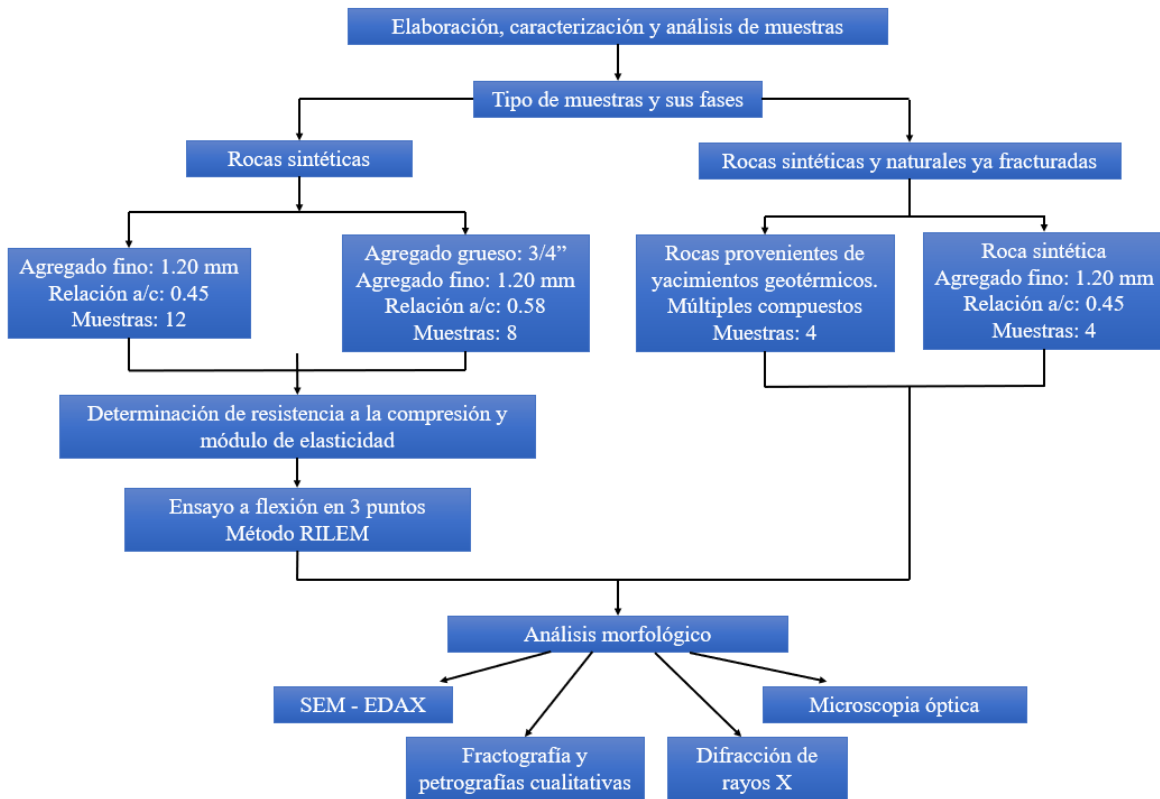 Elaboración, caracterización y análisis de muestras
Tipo de muestras y sus fases
Rocas sintéticas
Rocas sintéticas y naturales ya fracturadas
Agregado fino: 1.20 mm
Relación a/c: 0.45
Muestras: 12
Agregado grueso: 3/4”
Agregado fino: 1.20 mm
Relación a/c: 0.58
Muestras: 8
Rocas provenientes de
yacimientos geotérmicos.
Múltiples compuestos
Muestras: 4
Roca sintética
Agregado fino: 1.20 mm
Relación a/c: 0.45
Muestras: 4
Determinación de resistencia a la compresión y
módulo de elasticidad
Ensayo a flexión en 3 puntos
Método RILEM
Análisis morfológico
SEM - EDAX
Microscopia óptica
Fractografía y
petrografías cualitativas
Difracción de
rayos X